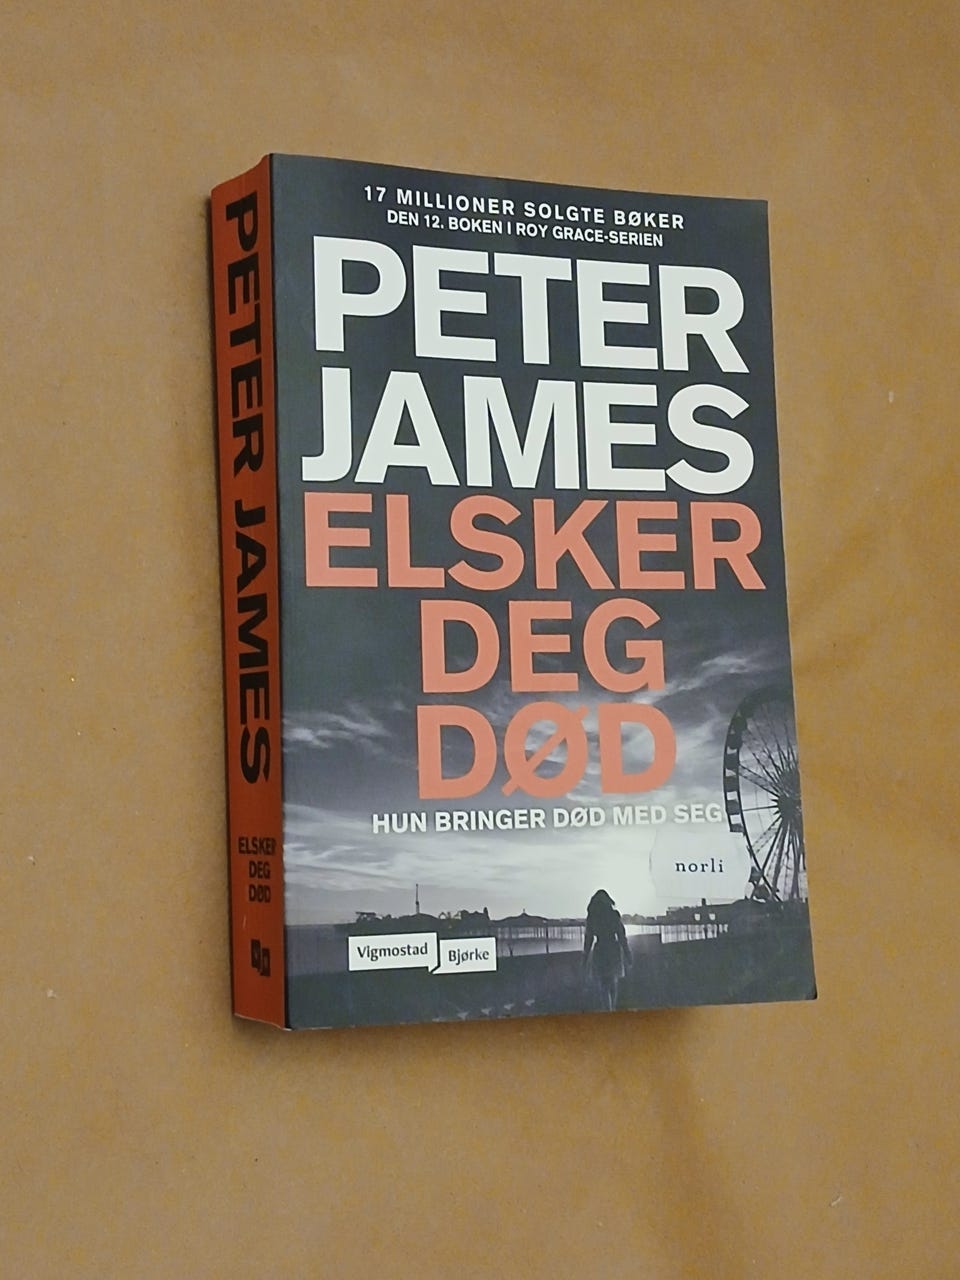 17 MILLIONER SOLGTE BØKER
DEN 12. BOKEN I ROY GRACE-SERIEN
PETER
JAMES
ELSKER
DEG
DØD
HUN BRINGER DØD MED SEG
norli
Vigmostad
Bjørke
PETER JAMES
ELSKER
DEG
DØD